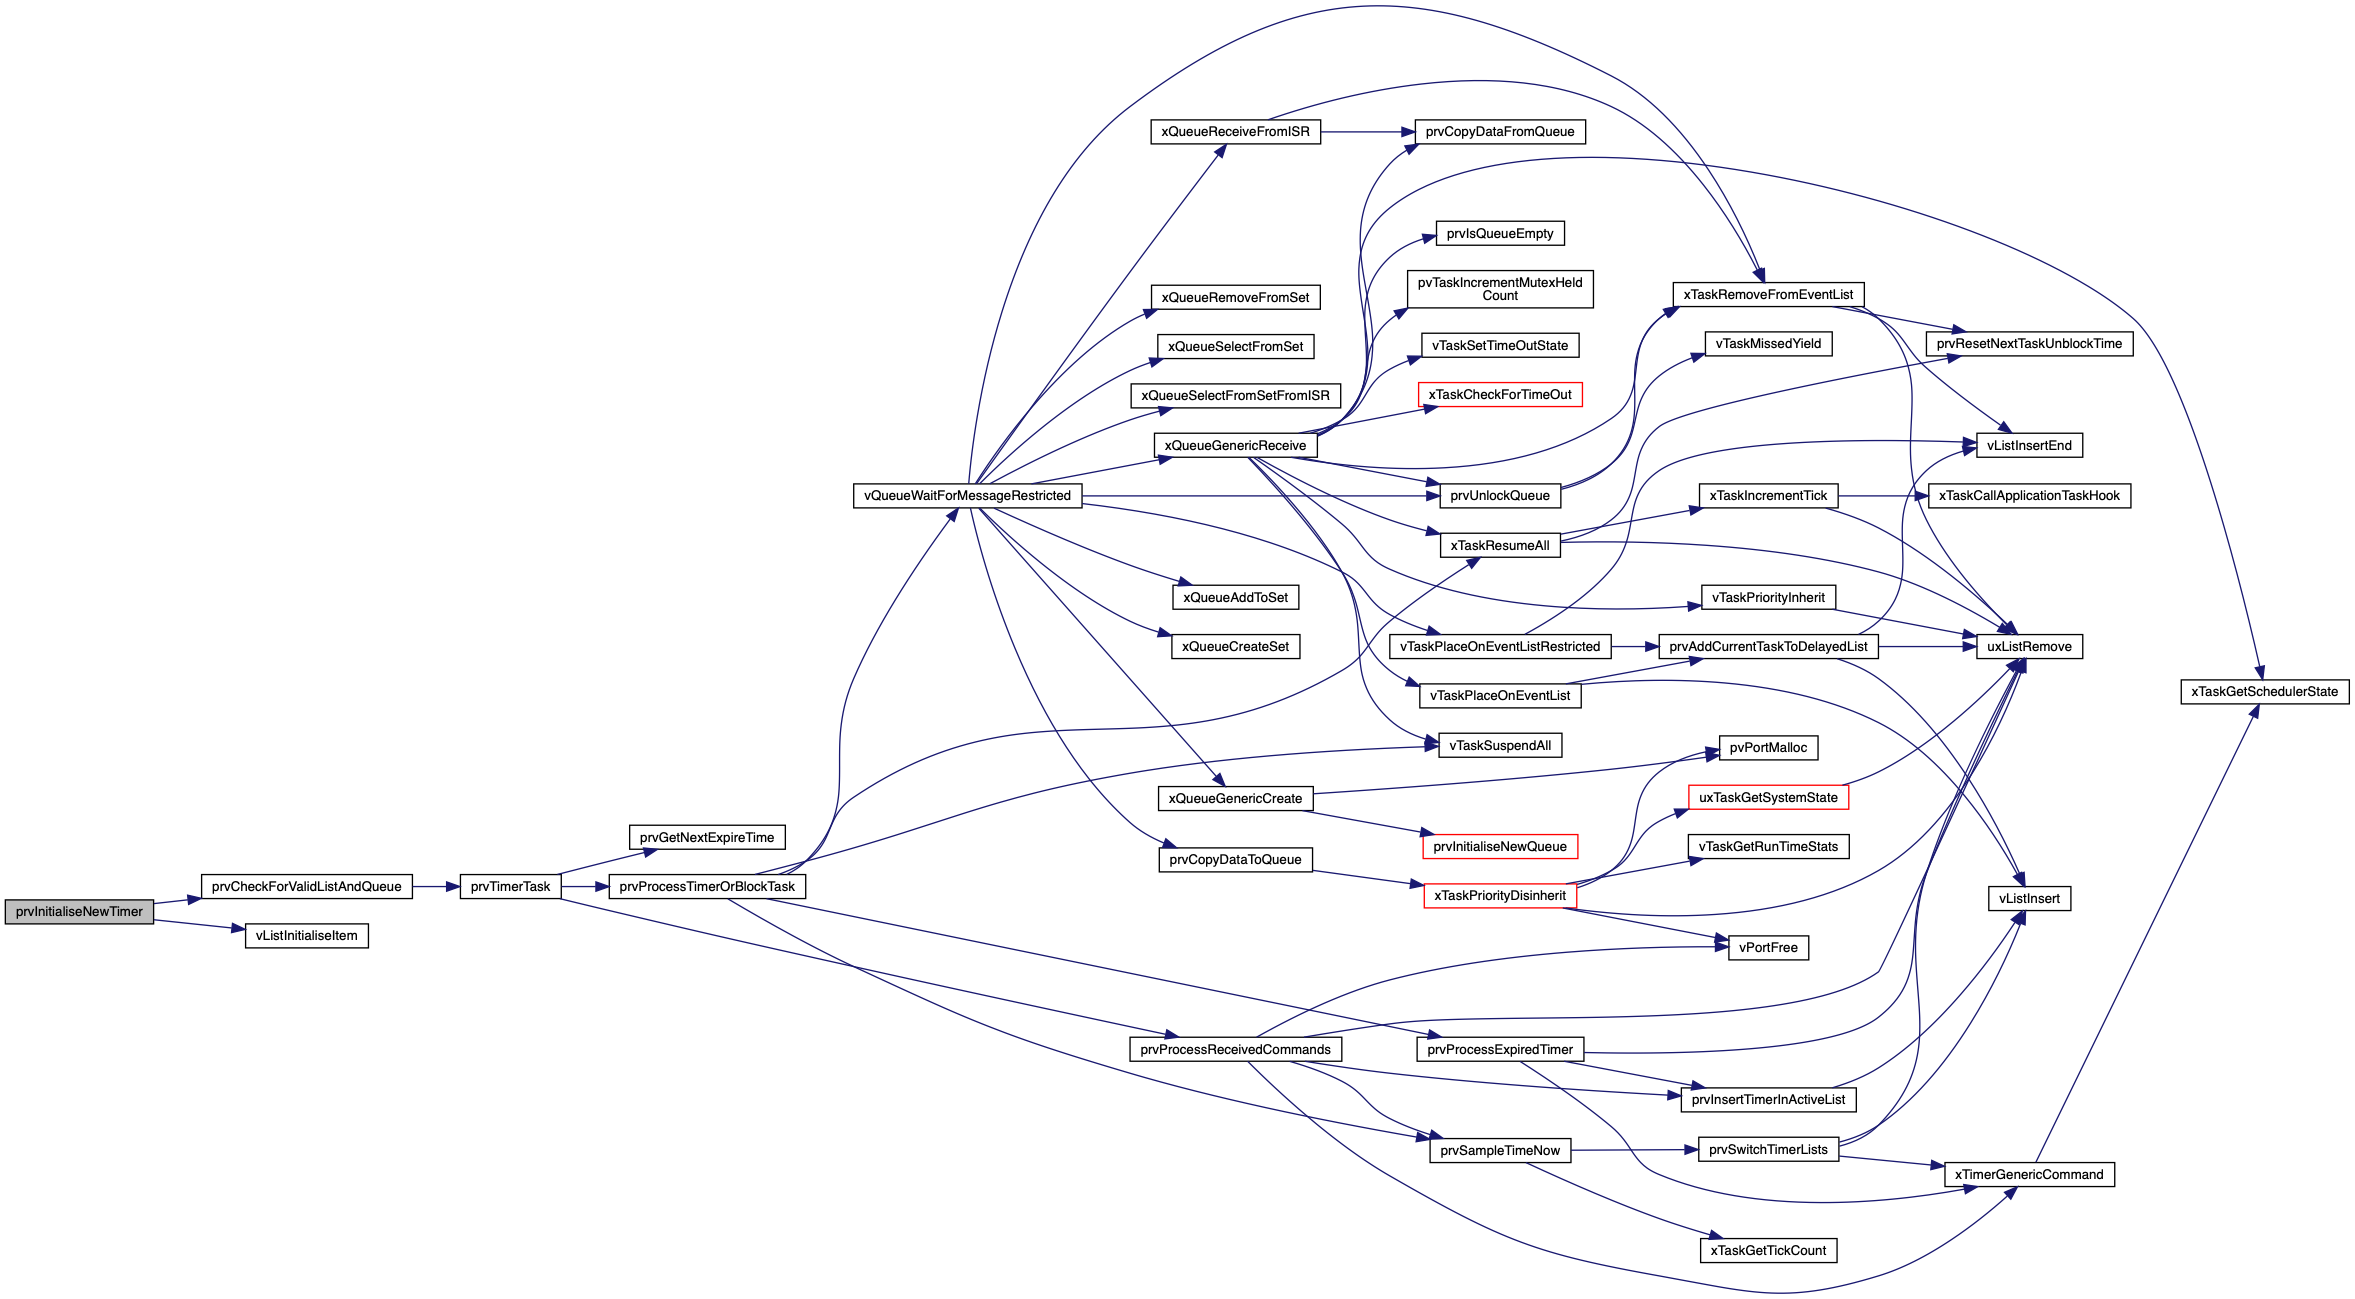 prvInitialiseNewTimer
prvCheckForValidListAndQueue
vListInitialiseItem
prvTimerTask
prvGetNextExpireTime
prvProcessTimerOrBlockTask
vQueueWaitForMessageRestricted
xQueueReceiveFromISR
xQueueRemoveFromSet
xQueueSelectFromSet
xQueueSelectFromSetFromISR
xQueueGenericReceive
xQueueAddToSet
xQueueCreateSet
xQueueGenericCreate
prvCopyDataToQueue
prvProcessReceivedCommands
prvCopyDataFromQueue
prvIsQueueEmpty
pvTaskIncrementMutexHeld
Count
vTaskSetTimeOutState
xTaskCheckForTimeOut
prvUnlockQueue
xTaskResumeAll
vTaskPlaceOnEventListRestricted
vTaskPlaceOnEventList
vTaskSuspendAll
prvInitialiseNewQueue
xTaskPriorityDisinherit
prvProcessExpiredTimer
prvSampleTimeNow
xTaskRemoveFromEventList
vTaskMissedYield
xTaskIncrementTick
vTaskPriorityInherit
prvAddCurrentTaskToDelayedList
pvPortMalloc
uxTaskGetSystemState
vTaskGetRunTimeStats
vPortFree
prvInsertTimerInActiveList
prvSwitchTimerLists
xTaskGetTickCount
prvResetNextTaskUnblockTime
vListInsertEnd
xTaskCallApplicationTaskHook
uxListRemove
vListInsert
xTimerGenericCommand
xTaskGetSchedulerState